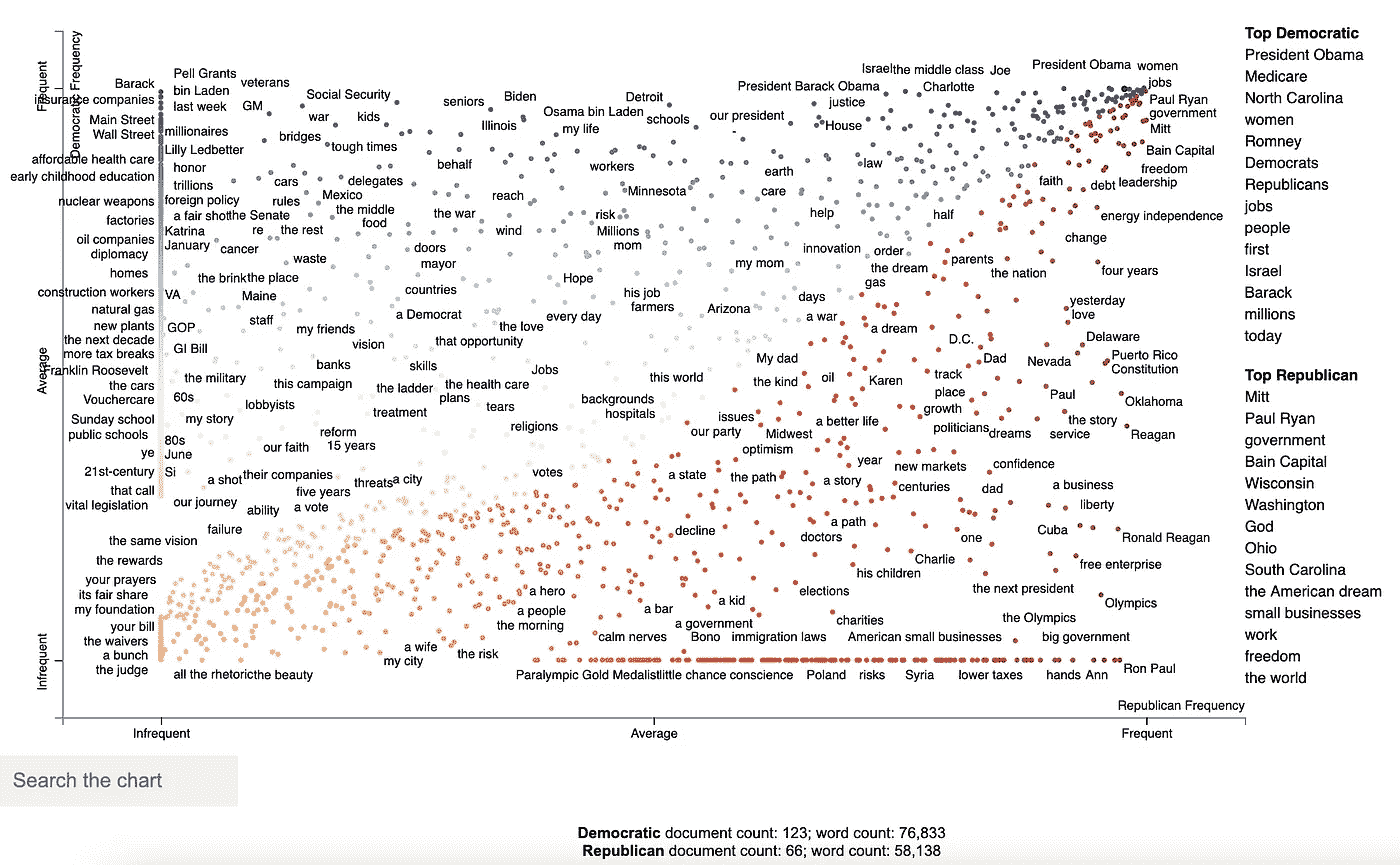 Frequent
Democratic Frequency
Average
Infrequent
Barack
Pell Grants
veterans
Israel
the middle class
Joe
President Obama
women
insurance companies
bin Laden
last week
GM
Social Security
seniors
Biden
Detroit
President Barack Obama
Charlotte
jobs
Main Street
war
kids
Osama bin Laden
schools
our president
justice
Paul Ryan
government
Wall Street
millionaires
bridges
Illinois
my life
House
Mitt
Lilly Ledbetter
tough times
Bain Capital
affordable health care
honor
behalf
workers
earth
law
freedom
early childhood education
trillions
cars
delegates
Minnesota
care
faith
debt
leadership
nuclear weapons
foreign policy
rules
Mexico
reach
factories
a fair shot
the Senate
the middle
the war
risk
help
half
energy independence
food
Katrina
re
the rest
wind
Millions
oil companies
January
cancer
doors
mom
innovation
order
change
diplomacy
waste
mayor
my mom
the dream
parents
homes
the brink
the place
Hope
gas
the nation
four years
construction workers
VA
Maine
countries
his job
days
yesterday
natural gas
a Democrat
every day
farmers
Arizona
a war
love
new plants
GOP
staff
my friends
the love
a dream
the next decade
vision
that opportunity
D.C.
Delaware
more tax breaks
GI Bill
My dad
Dad
Nevada
Puerto Rico
Franklin Roosevelt
banks
skills
Jobs
Constitution
the cars
the military
this campaign
the ladder
the health care
this world
the kind
oil
Karen
track
Vouchercare
60s
lobbyists
plans
backgrounds
place
Paul
Oklahoma
Sunday school
my story
treatment
tears
hospitals
issues
a better life
growth
the story
public schools
80s
reform
religions
our party
Midwest
politicians
dreams
service
Reagan
ye
June
our faith
15 years
optimism
21st-century
Si
a shot
their companies
threats
a city
votes
a state
the path
year
new markets
confidence
that call
five years
a story
centuries
dad
a business
vital legislation
our journey
ability
a vote
liberty
failure
decline
a path
the same vision
doctors
one
Cuba
Ronald Reagan
the rewards
Charlie
free enterprise
your prayers
his children
its fair share
a hero
elections
the next president
my foundation
a people
a bar
a kid
Olympics
your bill
the morning
a government
charities
the Olympics
the waivers
a wife
calm nerves
Bono
immigration laws
American small businesses
big government
a bunch
my city
the risk
the judge
all the rhetoric
the beauty
Paralympic Gold Medalist
little chance
conscience
Poland
risks
Syria
lower taxes
hands
Ann
Ron Paul
Republican Frequency
Infrequent
Average
Frequent
Top Democratic
President Obama
Medicare
North Carolina
women
Romney
Democrats
Republicans
jobs
people
first
Israel
Barack
millions
today
Top Republican
Mitt
Paul Ryan
government
Bain Capital
Wisconsin
Washington
God
Ohio
South Carolina
the American dream
small businesses
work
freedom
the world
Search the chart
Democratic document count: 123; word count: 76,833
Republican document count: 66; word count: 58,138